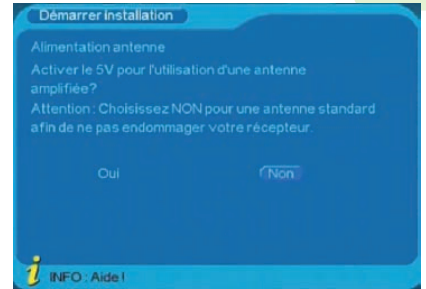 Démarrer installation
Alimentation antenne
Activer le 5V pour l'utilisation d'une antenne
amplifiée?
Attention : Choisissez NON pour une antenne standard
afin de ne pas endommager votre récepteur.
Oui Non
INFO : Aide !